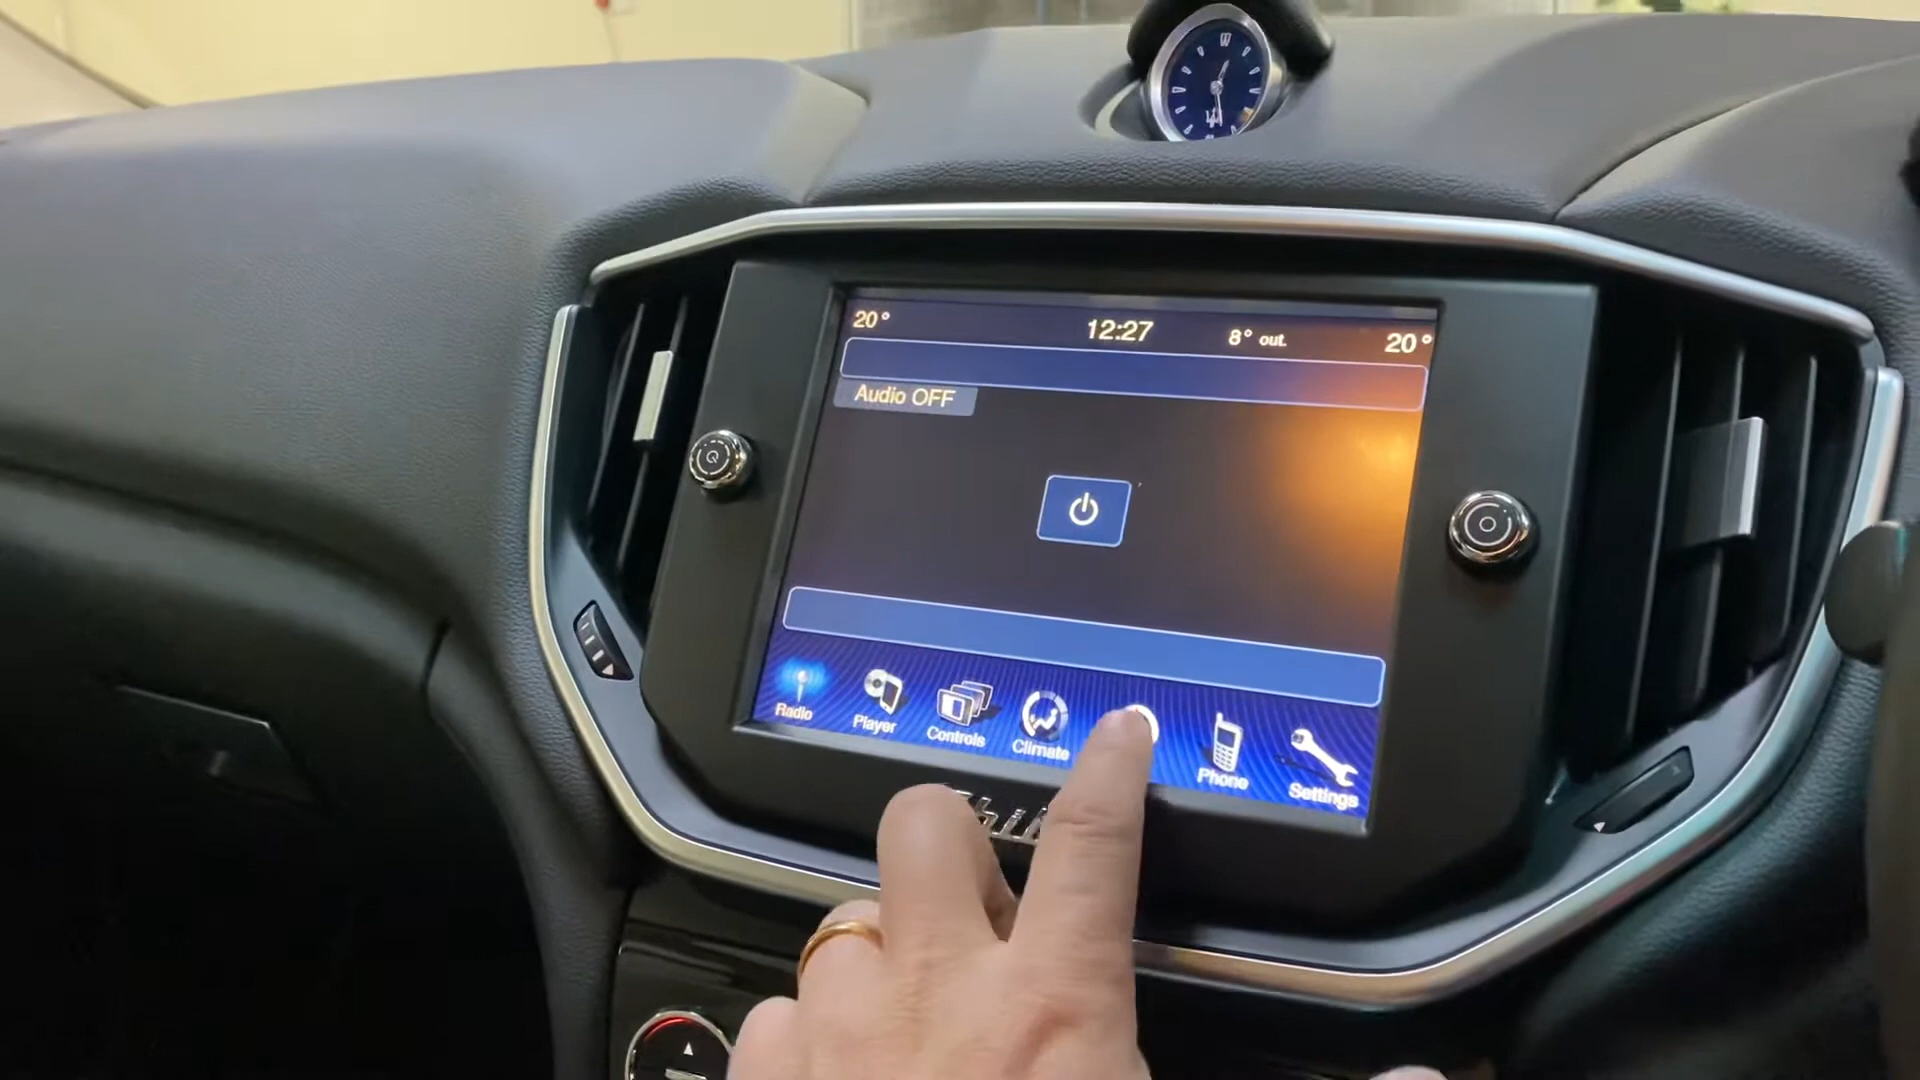 20° 12:27 8° out. 20°
Audio OFF
Radio Player Controls Climate Phone Settings